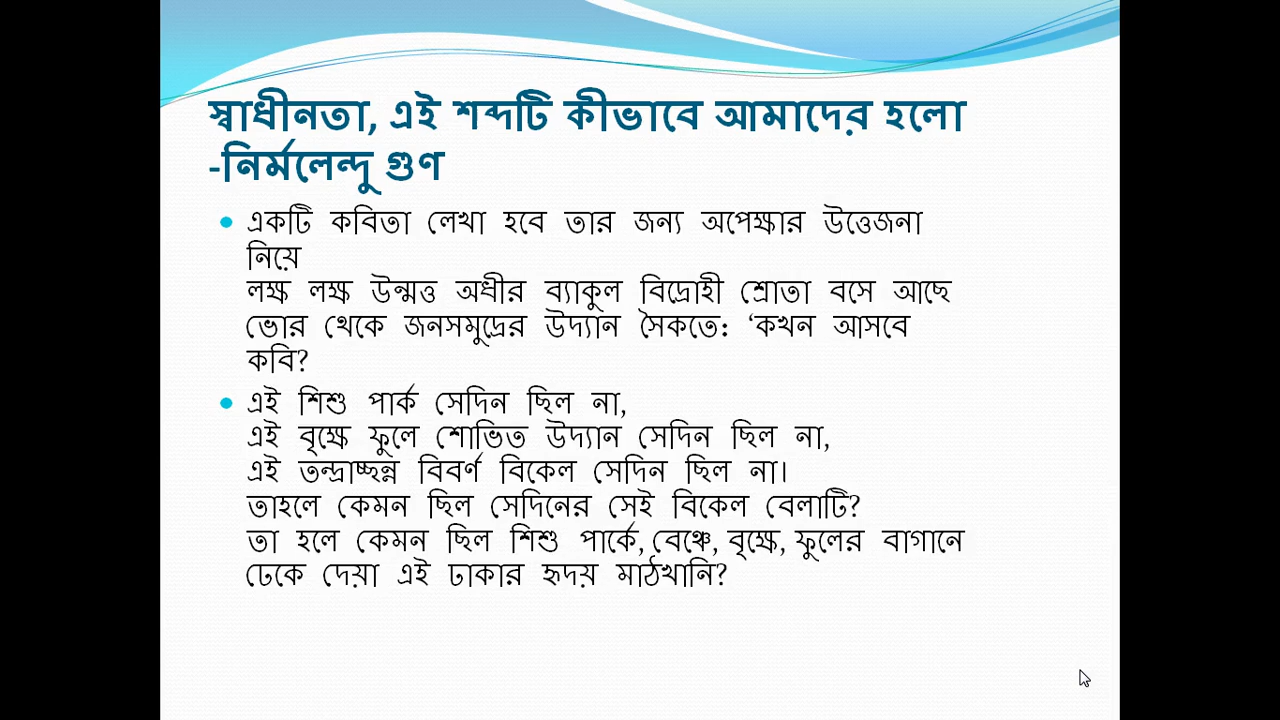 স্বাধীনতা, এই শব্দটি কীভাবে আমাদের হলো
-নির্মলেন্দু গুণ
• একটি কবিতা লেখা হবে তার জন্য অপেক্ষার উত্তেজনা
নিয়ে
লক্ষ লক্ষ উন্মত্ত অধীর ব্যাকুল বিদ্রোহী শ্রোতা বসে আছে
ভোর থেকে জনসমুদ্রের উদ্যান সৈকতে: ‘কখন আসবে
কবি?
• এই শিশু পার্ক সেদিন ছিল না,
এই বৃক্ষে ফুলে শোভিত উদ্যান সেদিন ছিল না,
এই তন্দ্রাচ্ছন্ন বিবর্ণ বিকেল সেদিন ছিল না।
তাহলে কেমন ছিল সেদিনের সেই বিকেল বেলাটি?
তা হলে কেমন ছিল শিশু পার্কে, বেঞ্চে, বৃক্ষে, ফুলের বাগানে
ঢেকে দেয়া এই ঢাকার হৃদয় মাঠখানি?